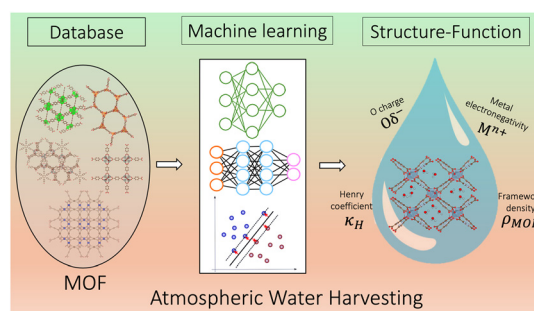 Database
Machine learning
Structure-Function
O charge
Oδ⁻
Metal
electronegativity
Mⁿ⁺
Henry
coefficient
κ_H
Framework
density
ρ_MOF
MOF
Atmospheric Water Harvesting